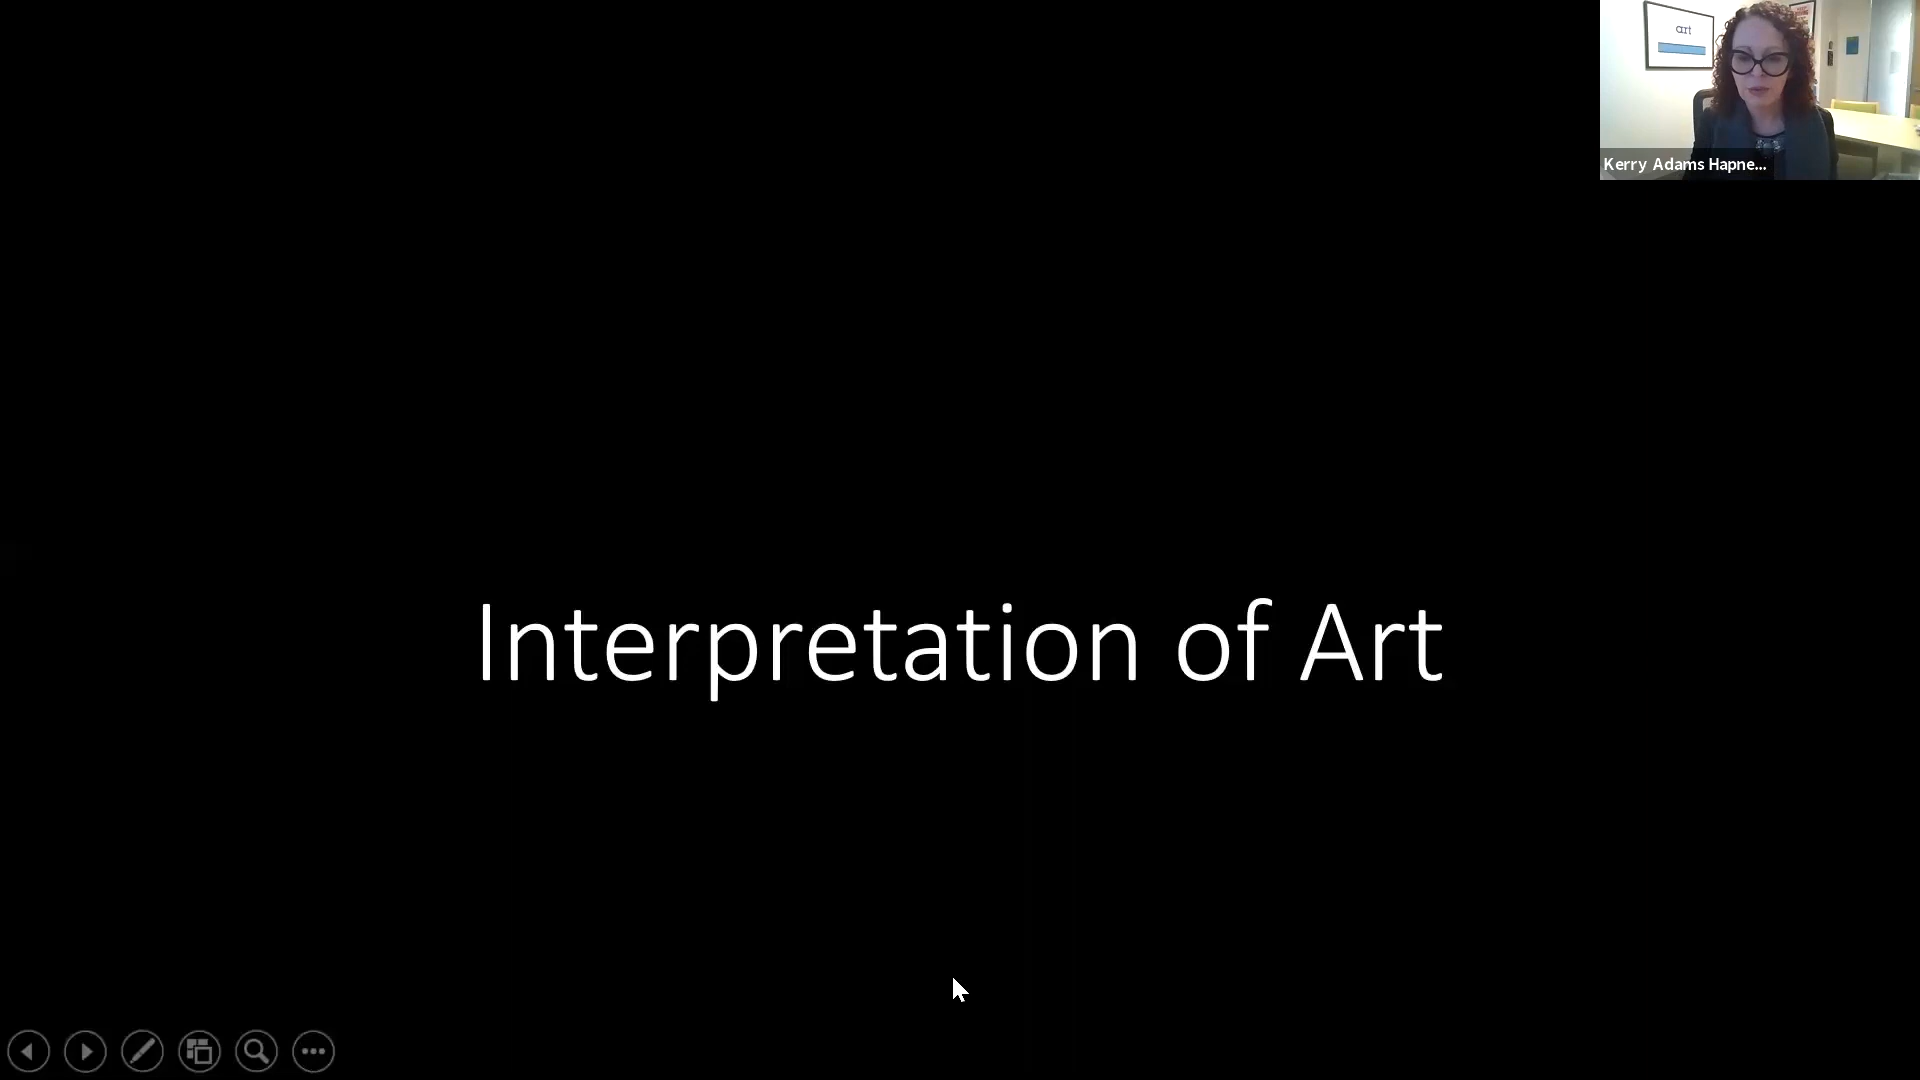 art
Kerry Adams Hapne...
Interpretation of Art